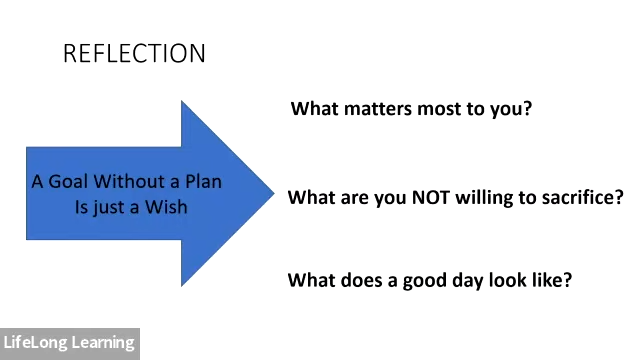 REFLECTION
What matters most to you?
A Goal Without a Plan
Is just a Wish
What are you NOT willing to sacrifice?
What does a good day look like?
LifeLong Learning